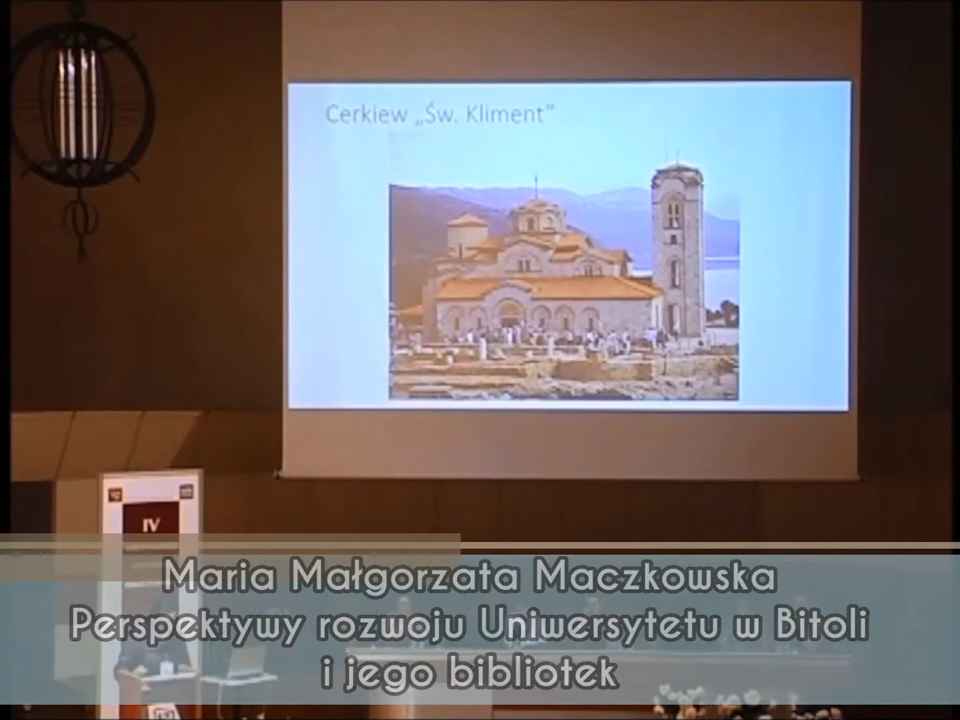 Cerkiew „Św. Kliment”
IV
Maria Małgorzata Maczkowska
Perspektywy rozwoju Uniwersytetu w Bitoli
i jego bibliotek